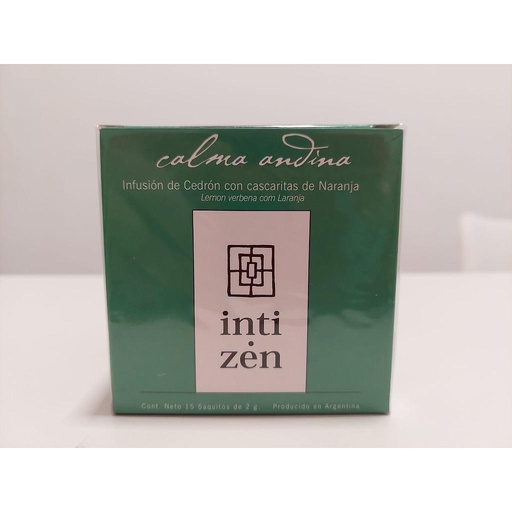 calma andina
Infusión de Cedrón con cascaritas de Naranja
Lemon verbena com Laranja
inti
zen
Cont. Neto 15 Saquitos de 2 g. Producido en Argentina